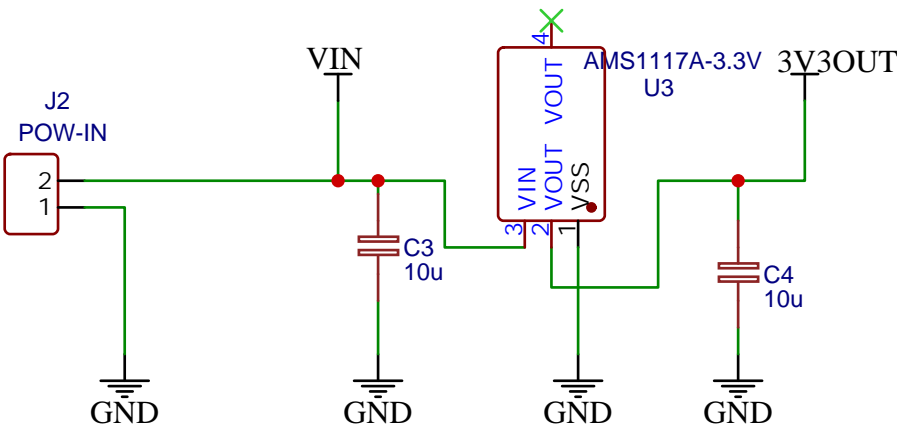 VIN
4
AMS1117A-3.3V
3V3OUT
U3
J2
POW-IN
VOUT
2
1
VIN
VOUT
VSS
3
2
1
C3
10u
C4
10u
GND
GND
GND
GND